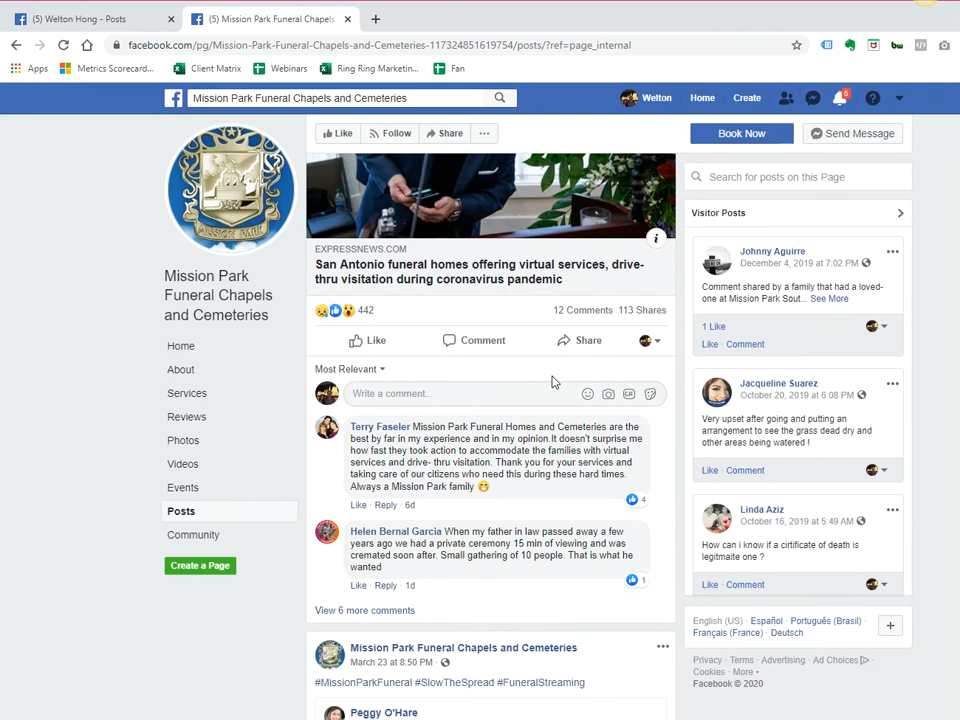 (5) Welton Hong - Posts
(5) Mission Park Funeral Chapels
facebook.com/pg/Mission-Park-Funeral-Chapels-and-Cemeteries-117324851619754/posts/?ref=page_internal
Apps
Metrics Scorecard...
Client Matrix
Webinars
Ring Ring Marketin...
Fan
Mission Park Funeral Chapels and Cemeteries
Welton
Home
Create
6
Like
Follow
Share
Book Now
Send Message
MISSION PARK
Mission Park
Funeral Chapels
and Cemeteries
Home
About
Services
Reviews
Photos
Videos
Events
Posts
Community
Create a Page
EXPRESSNEWS.COM
San Antonio funeral homes offering virtual services, drive-
thru visitation during coronavirus pandemic
442
12 Comments 113 Shares
Like
Comment
Share
Most Relevant
Write a comment...
GIF
Terry Faseler Mission Park Funeral Homes and Cemeteries are the
best by far in my experience and in my opinion.It doesn't surprise me
how fast they took action to accommodate the families with virtual
services and drive- thru visitation. Thank you for your services and
taking care of our citizens who need this during these hard times.
Always a Mission Park family
4
Like · Reply · 6d
Helen Bernal Garcia When my father in law passed away a few
years ago we had a private ceremony 15 min of viewing and was
cremated soon after. Small gathering of 10 people. That is what he
wanted
1
Like · Reply · 1d
View 6 more comments
Mission Park Funeral Chapels and Cemeteries
March 23 at 8:50 PM ·
#MissionParkFuneral #SlowTheSpread #FuneralStreaming
Peggy O'Hare
Search for posts on this Page
Visitor Posts
Johnny Aguirre
December 4, 2019 at 7:02 PM
Comment shared by a family that had a loved-
one at Mission Park Sout... See More
1 Like
Like · Comment
Jacqueline Suarez
October 20, 2019 at 6:08 PM
Very upset after going and putting an
arrangement to see the grass dead dry and
other areas being watered !
Like · Comment
Linda Aziz
October 16, 2019 at 5:49 AM
How can i know if a cirtificate of death is
legitmaite one ?
Like · Comment
English (US) · Español · Português (Brasil) ·
Français (France) · Deutsch
Privacy · Terms · Advertising · Ad Choices ·
Cookies · More
Facebook © 2020